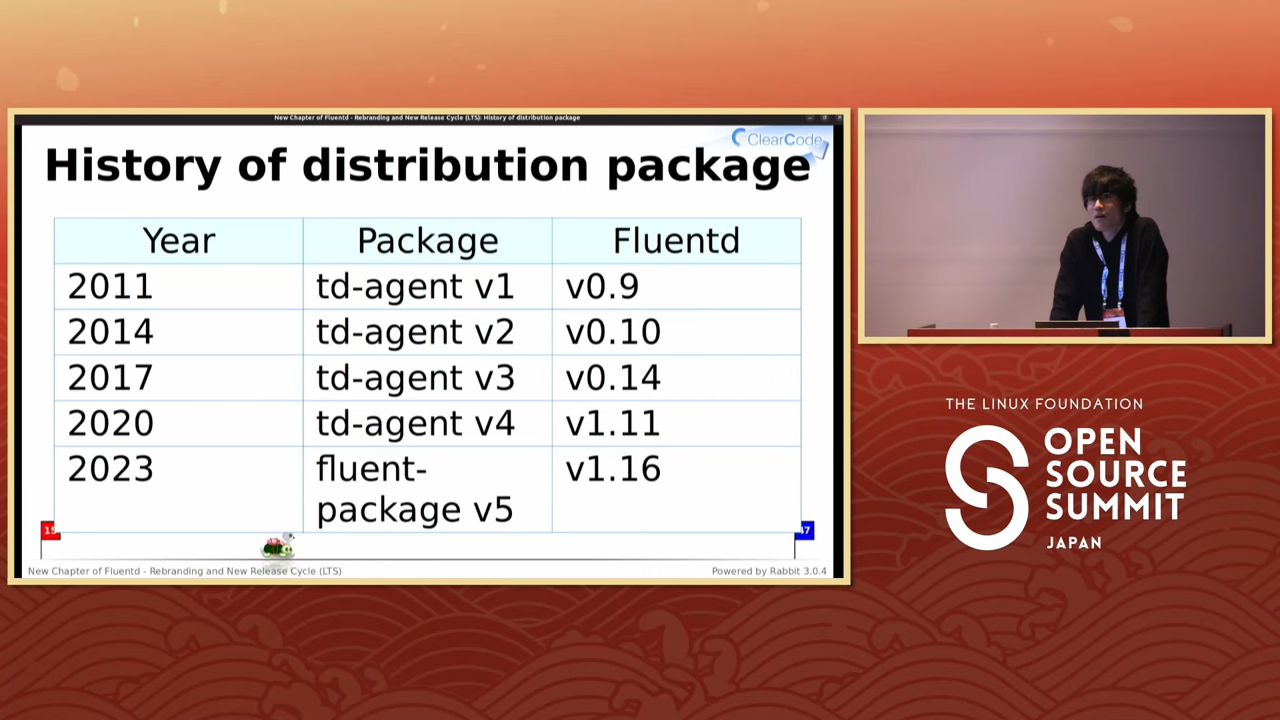 New Chapter of Fluentd - Rebranding and New Release Cycle (LTS): History of distribution package
ClearCode
History of distribution package
Year Package Fluentd
2011 td-agent v1 v0.9
2014 td-agent v2 v0.10
2017 td-agent v3 v0.14
2020 td-agent v4 v1.11
2023 fluent- v1.16
package v5
New Chapter of Fluentd - Rebranding and New Release Cycle (LTS)
Powered by Rabbit 3.0.4
THE LINUX FOUNDATION
OPEN
SOURCE
SUMMIT
JAPAN